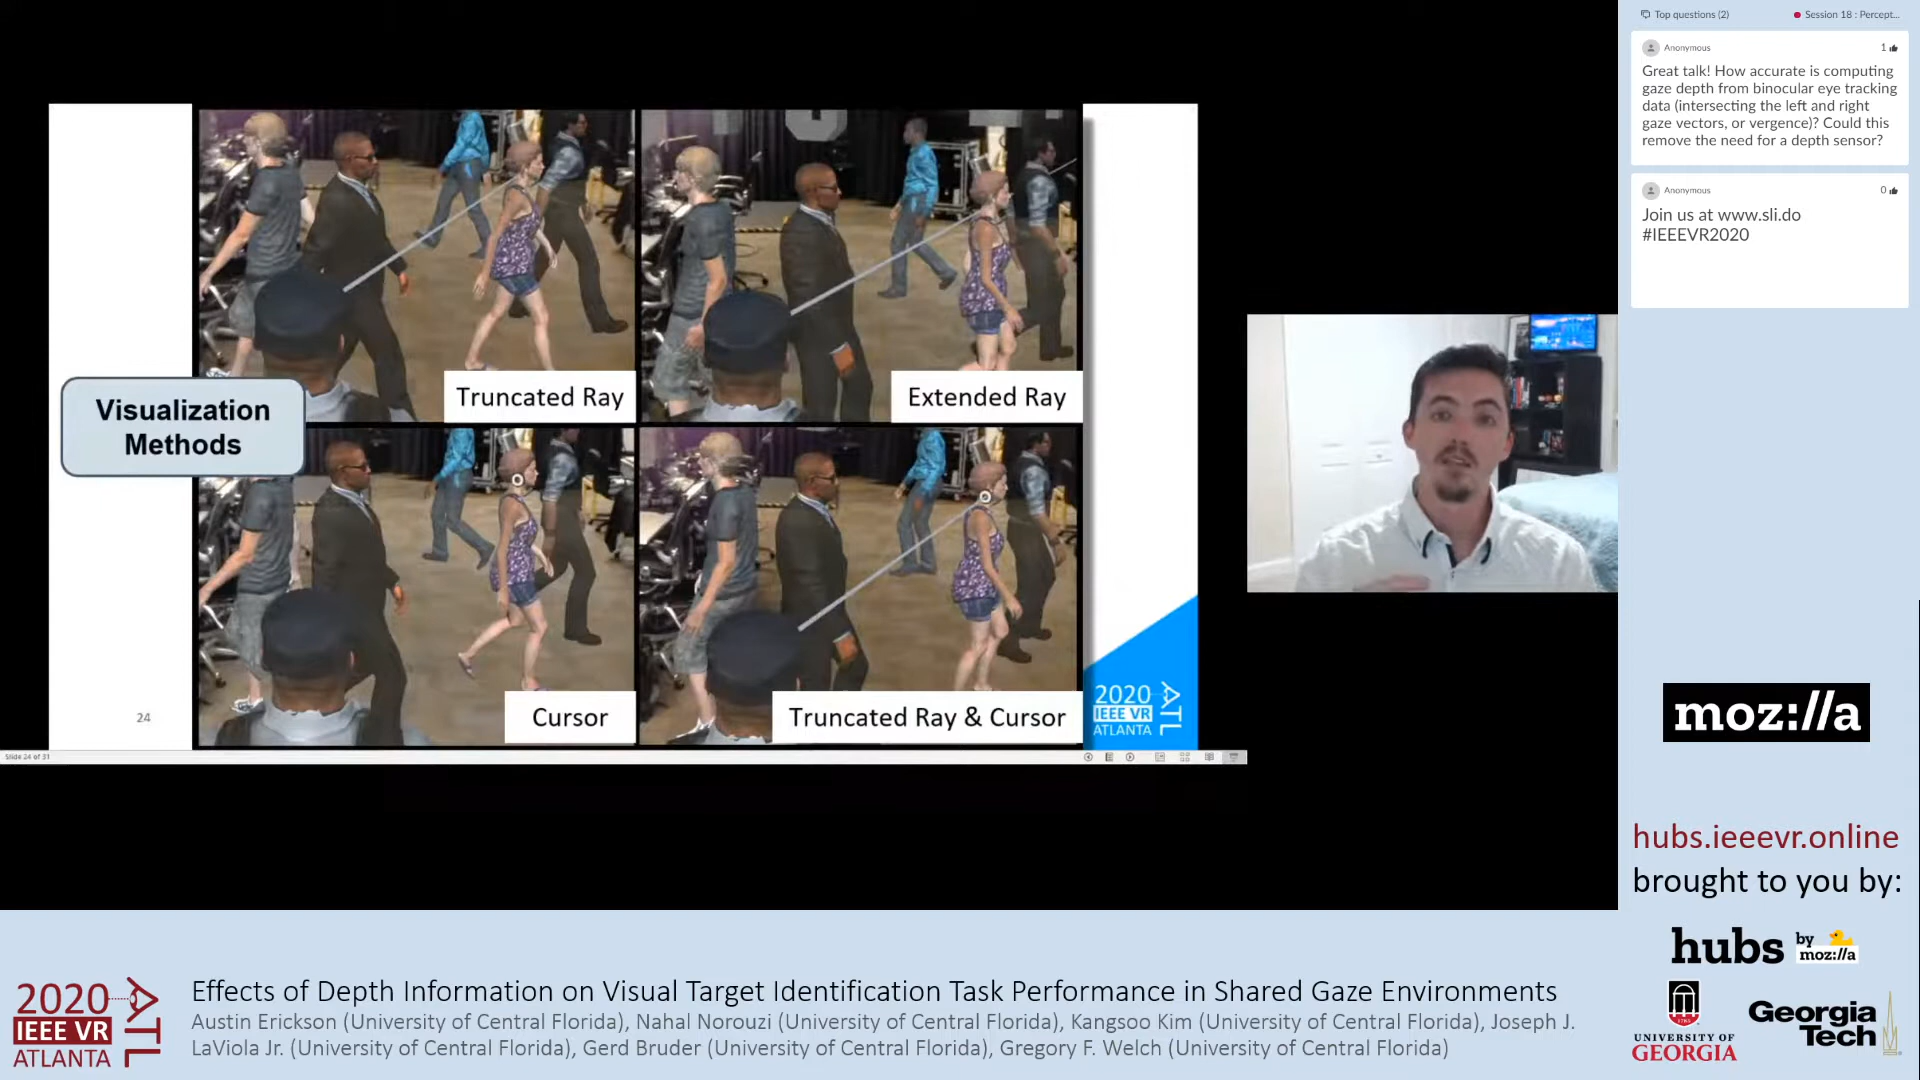 Top questions (2)
Session 18 : Percept...
Anonymous
1
Great talk! How accurate is computing
gaze depth from binocular eye tracking
data (intersecting the left and right
gaze vectors, or vergence)? Could this
remove the need for a depth sensor?
Anonymous
0
Join us at www.sli.do
#IEEEVR2020
Truncated Ray
Extended Ray
Visualization
Methods
Cursor
Truncated Ray & Cursor
24
2020
IEEE VR
ATLANTA
ATL
Slide 24 of 31
moz://a
hubs.ieeevr.online
brought to you by:
hubs by
moz://a
UNIVERSITY OF
GEORGIA
Georgia
Tech
2020
IEEE VR
ATLANTA
ATL
Effects of Depth Information on Visual Target Identification Task Performance in Shared Gaze Environments
Austin Erickson (University of Central Florida), Nahal Norouzi (University of Central Florida), Kangsoo Kim (University of Central Florida), Joseph J.
LaViola Jr. (University of Central Florida), Gerd Bruder (University of Central Florida), Gregory F. Welch (University of Central Florida)